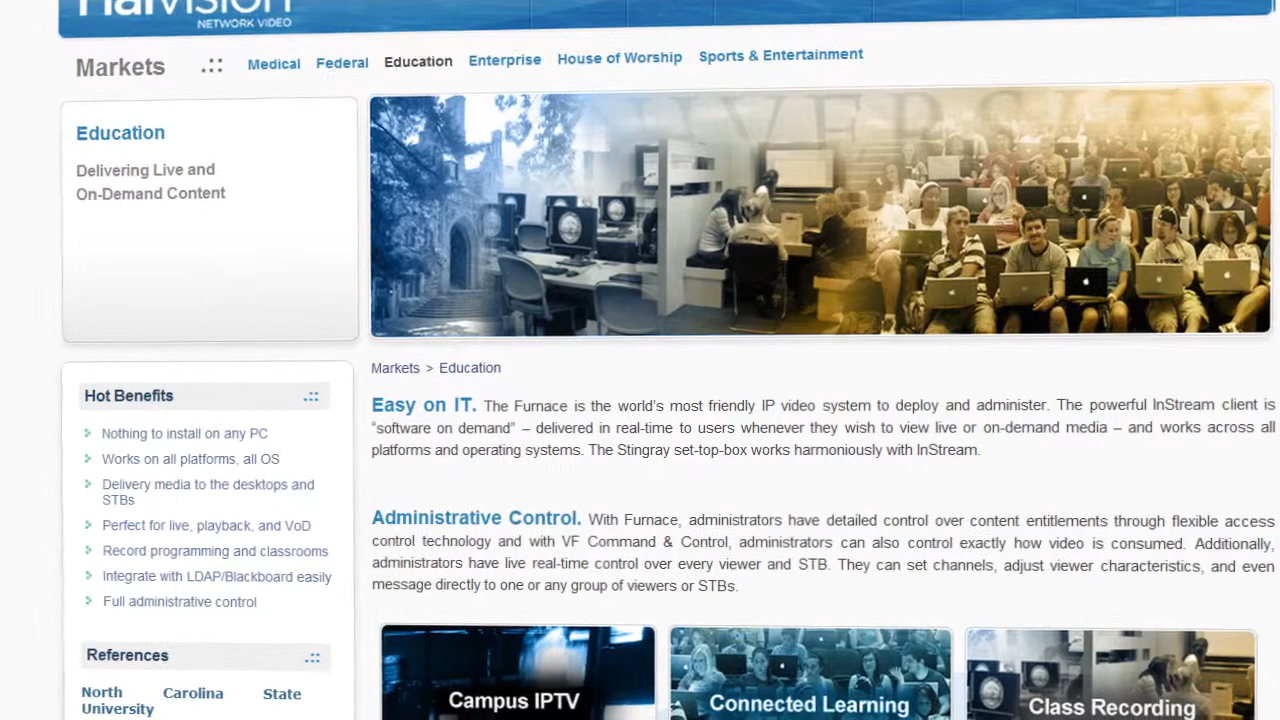 Haivision
NETWORK VIDEO
Markets .:: Medical Federal Education Enterprise House of Worship Sports & Entertainment
Education
Delivering Live and
On-Demand Content
Markets > Education
Hot Benefits .::
Nothing to install on any PC
Works on all platforms, all OS
Delivery media to the desktops and
STBs
Perfect for live, playback, and VoD
Record programming and classrooms
Integrate with LDAP/Blackboard easily
Full administrative control
References .::
North Carolina State
University
Easy on IT. The Furnace is the world's most friendly IP video system to deploy and administer. The powerful InStream client is
“software on demand” – delivered in real-time to users whenever they wish to view live or on-demand media – and works across all
platforms and operating systems. The Stingray set-top-box works harmoniously with InStream.
Administrative Control. With Furnace, administrators have detailed control over content entitlements through flexible access
control technology and with VF Command & Control, administrators can also control exactly how video is consumed. Additionally,
administrators have live real-time control over every viewer and STB. They can set channels, adjust viewer characteristics, and even
message directly to one or any group of viewers or STBs.
Campus IPTV
Connected Learning
Class Recording